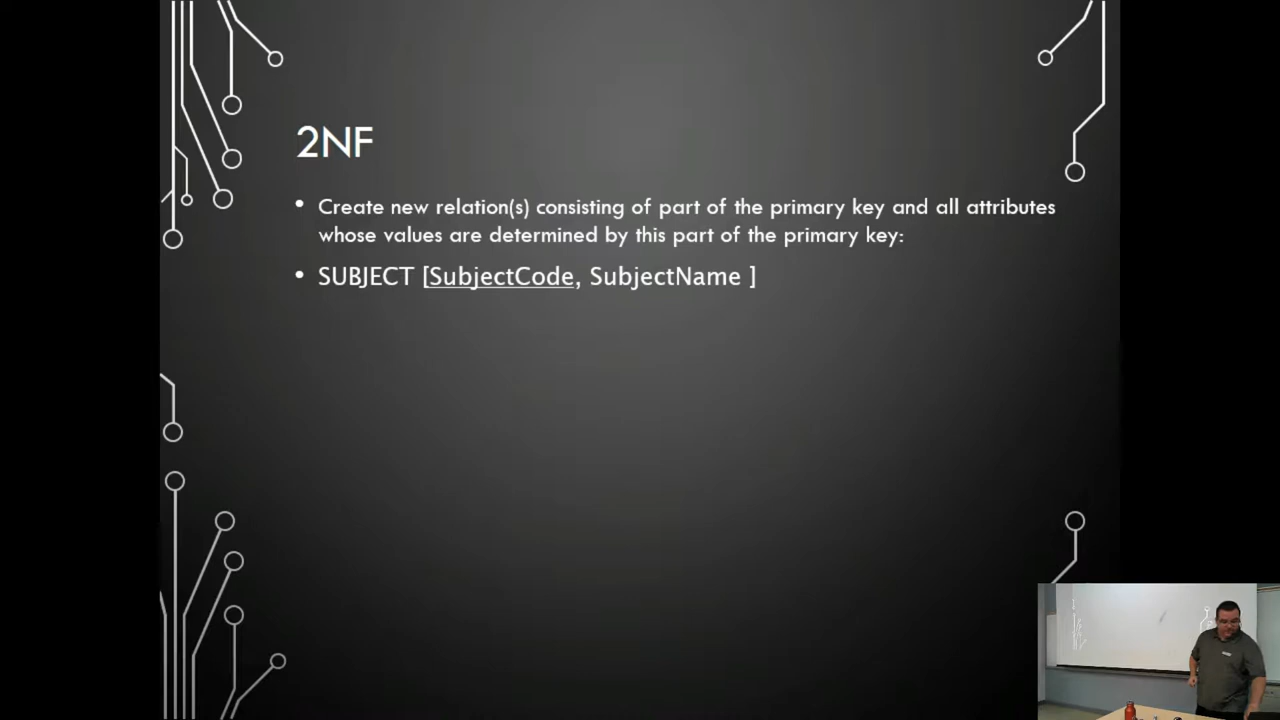 2NF
• Create new relation(s) consisting of part of the primary key and all attributes
whose values are determined by this part of the primary key:
• SUBJECT [SubjectCode, SubjectName ]